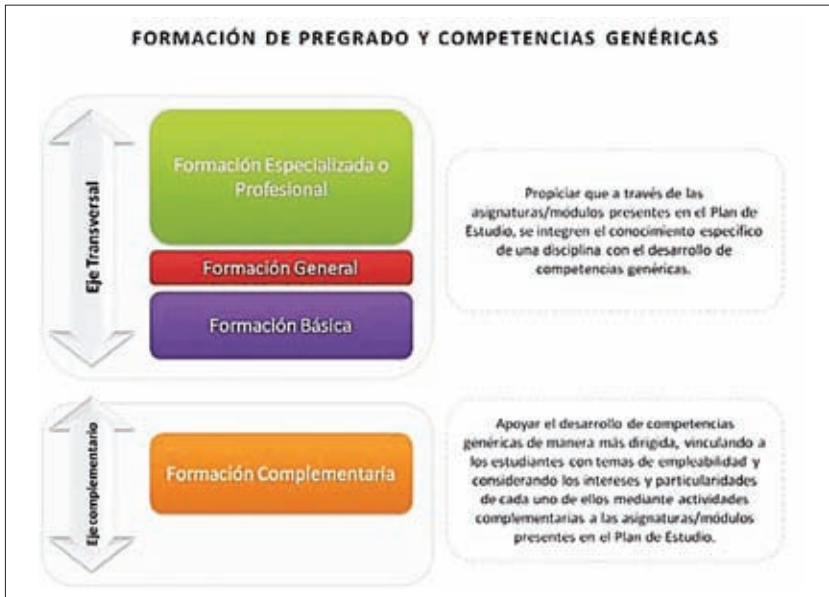 FORMACIÓN DE PREGRADO Y COMPETENCIAS GENÉRICAS
Eje Transversal
Formación Especializada o
Profesional
Formación General
Formación Básica
Propiciar que a través de las
asignaturas/módulos presentes en el Plan de
Estudio, se integren el conocimiento específico
de una disciplina con el desarrollo de
competencias genéricas.
Eje complementario
Formación Complementaria
Apoyar el desarrollo de competencias
genéricas de manera más dirigida, vinculando a
los estudiantes con temas de empleabilidad y
considerando los intereses y particularidades
de cada uno de ellos mediante actividades
complementarias a las asignaturas/módulos
presentes en el Plan de Estudio.